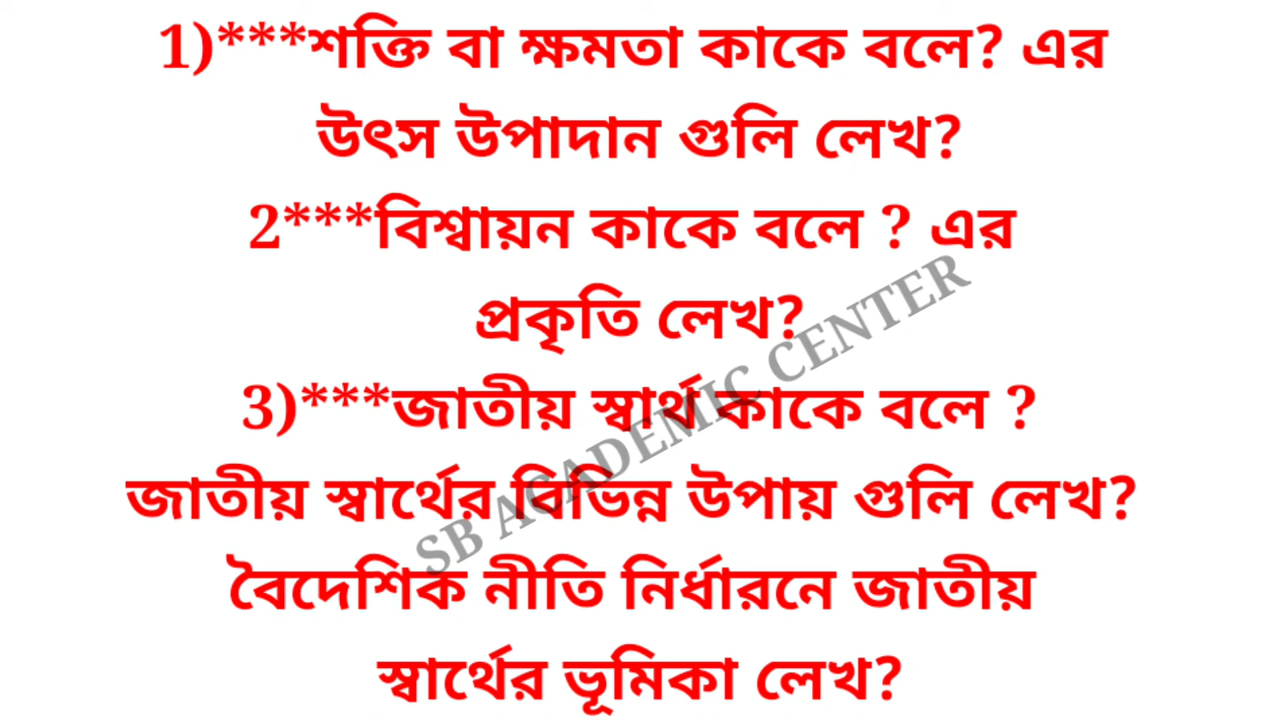 1)***শক্তি বা ক্ষমতা কাকে বলে? এর
উৎস উপাদান গুলি লেখ?
2***বিশ্বায়ন কাকে বলে ? এর
প্রকৃতি লেখ?
3)***জাতীয় স্বার্থ কাকে বলে ?
জাতীয় স্বার্থের বিভিন্ন উপায় গুলি লেখ?
বৈদেশিক নীতি নির্ধারনে জাতীয়
স্বার্থের ভূমিকা লেখ?
SB ACADEMIC CENTER